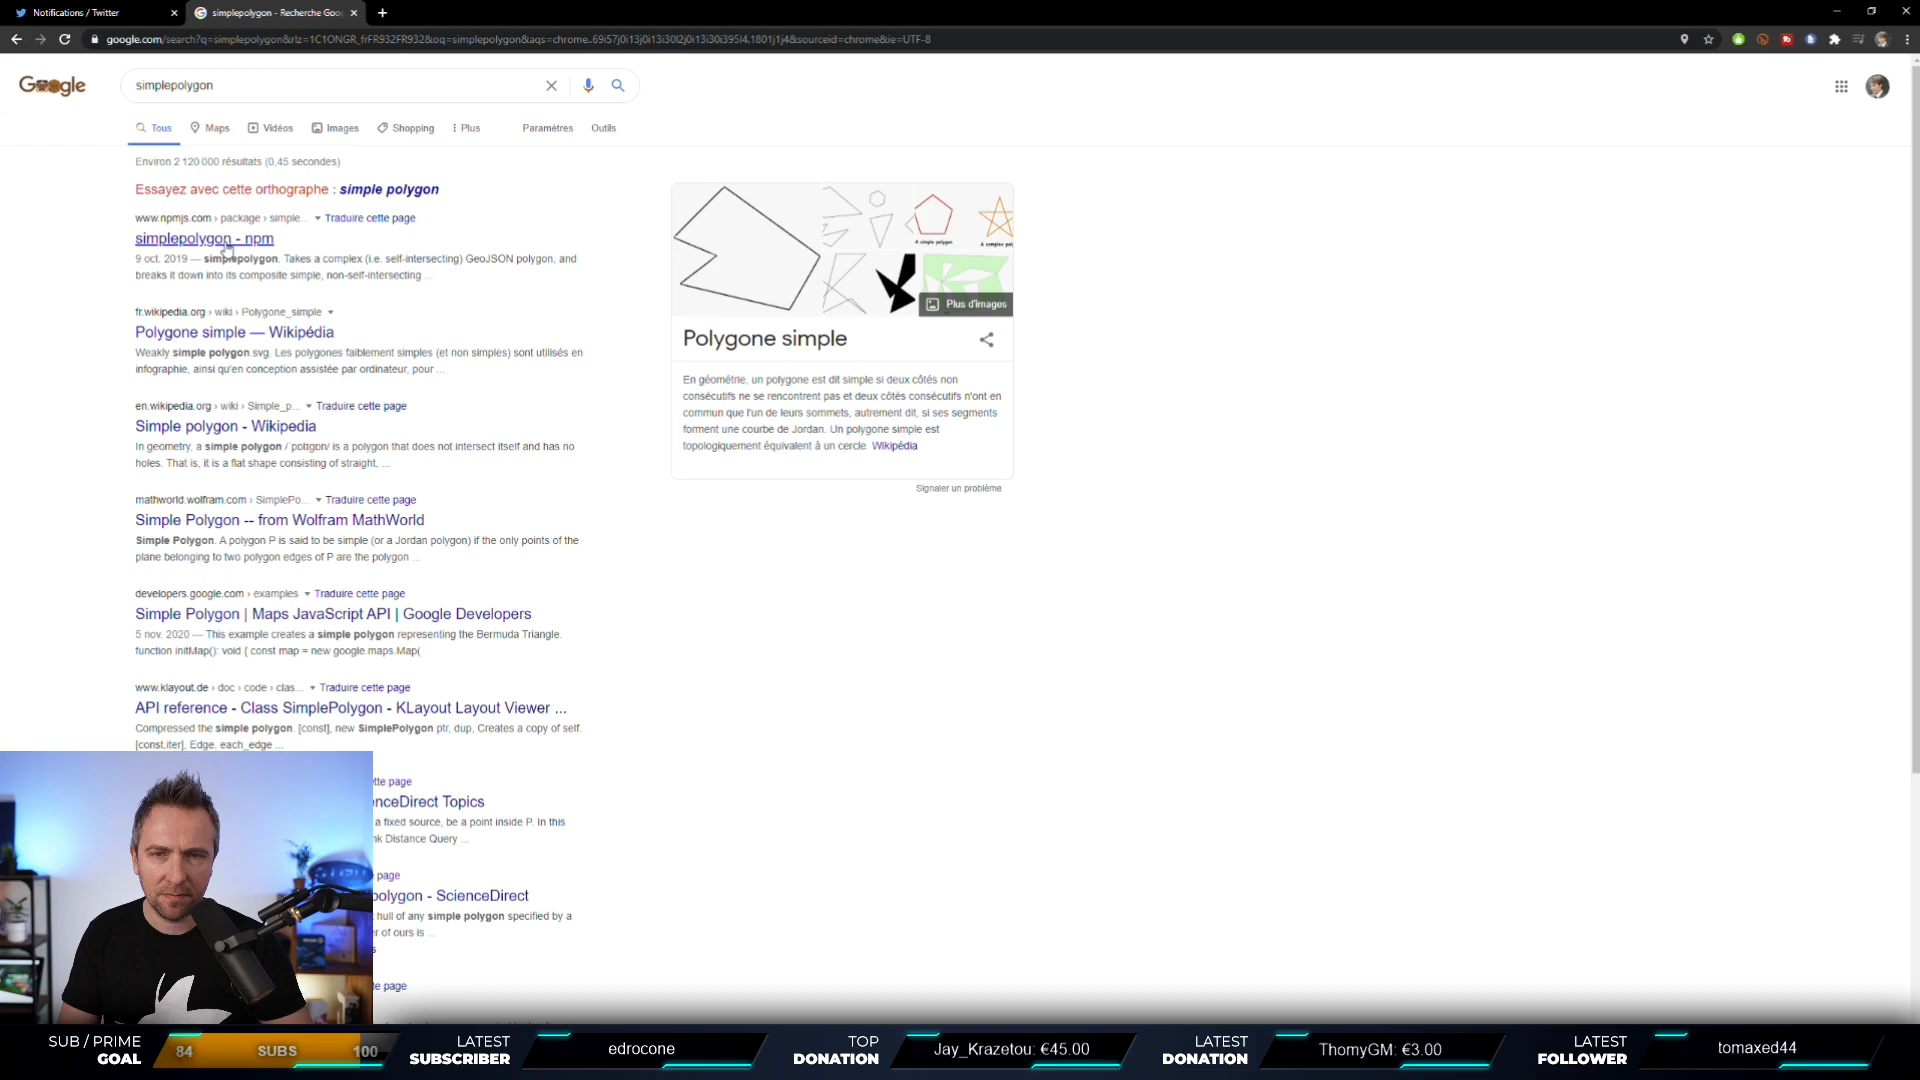 Notifications / Twitter
simplepolygon - Recherche Goo
google.com/search?q=simplepolygon&rlz=1C1ONGR_frFR932FR932&oq=simplepolygon&aqs=chrome..69i57j0i13j0i13i30l2j0i13i30i395l4.1801j1j4&sourceid=chrome&ie=UTF-8
Google
simplepolygon
Tous
Maps
Vidéos
Images
Shopping
Plus
Paramètres
Outils
Environ 2 120 000 résultats (0,45 secondes)
Essayez avec cette orthographe : simple polygon
www.npmjs.com › package › simple... Traduire cette page
simplepolygon - npm
9 oct. 2019 — simplepolygon. Takes a complex (i.e. self-intersecting) GeoJSON polygon, and
breaks it down into its composite simple, non-self-intersecting ...
fr.wikipedia.org › wiki › Polygone_simple
Polygone simple — Wikipédia
Weakly simple polygon.svg. Les polygones faiblement simples (et non simples) sont utilisés en
infographie, ainsi qu'en conception assistée par ordinateur, pour ...
en.wikipedia.org › wiki › Simple_p... Traduire cette page
Simple polygon - Wikipedia
In geometry, a simple polygon /ˈpɒlɪɡɒn/ is a polygon that does not intersect itself and has no
holes. That is, it is a flat shape consisting of straight, ...
mathworld.wolfram.com › SimplePo... Traduire cette page
Simple Polygon -- from Wolfram MathWorld
Simple Polygon. A polygon P is said to be simple (or a Jordan polygon) if the only points of the
plane belonging to two polygon edges of P are the polygon ...
developers.google.com › examples Traduire cette page
Simple Polygon | Maps JavaScript API | Google Developers
5 nov. 2020 — This example creates a simple polygon representing the Bermuda Triangle.
function initMap(): void { const map = new google.maps.Map(
www.klayout.de › doc › code › clas... Traduire cette page
API reference - Class SimplePolygon - KLayout Layout Viewer ...
Compressed the simple polygon. [const], new SimplePolygon ptr, dup, Creates a copy of self.
[const,iter], Edge, each_edge ...
tte page
nceDirect Topics
a fixed source, be a point inside P. In this
nk Distance Query ...
page
polygon - ScienceDirect
hull of any simple polygon specified by a
er of ours is ...
s
te page
A simple polygon
A complex po
Plus d'images
Polygone simple
En géométrie, un polygone est dit simple si deux côtés non
consécutifs ne se rencontrent pas et deux côtés consécutifs n'ont en
commun que l'un de leurs sommets, autrement dit, si ses segments
forment une courbe de Jordan. Un polygone simple est
topologiquement équivalent à un cercle. Wikipédia
Signaler un problème
SUB / PRIME
GOAL
84
SUBS
100
LATEST
SUBSCRIBER
edrocone
TOP
DONATION
Jay_Krazetou: €45.00
LATEST
DONATION
ThomyGM: €3.00
LATEST
FOLLOWER
tomaxed44